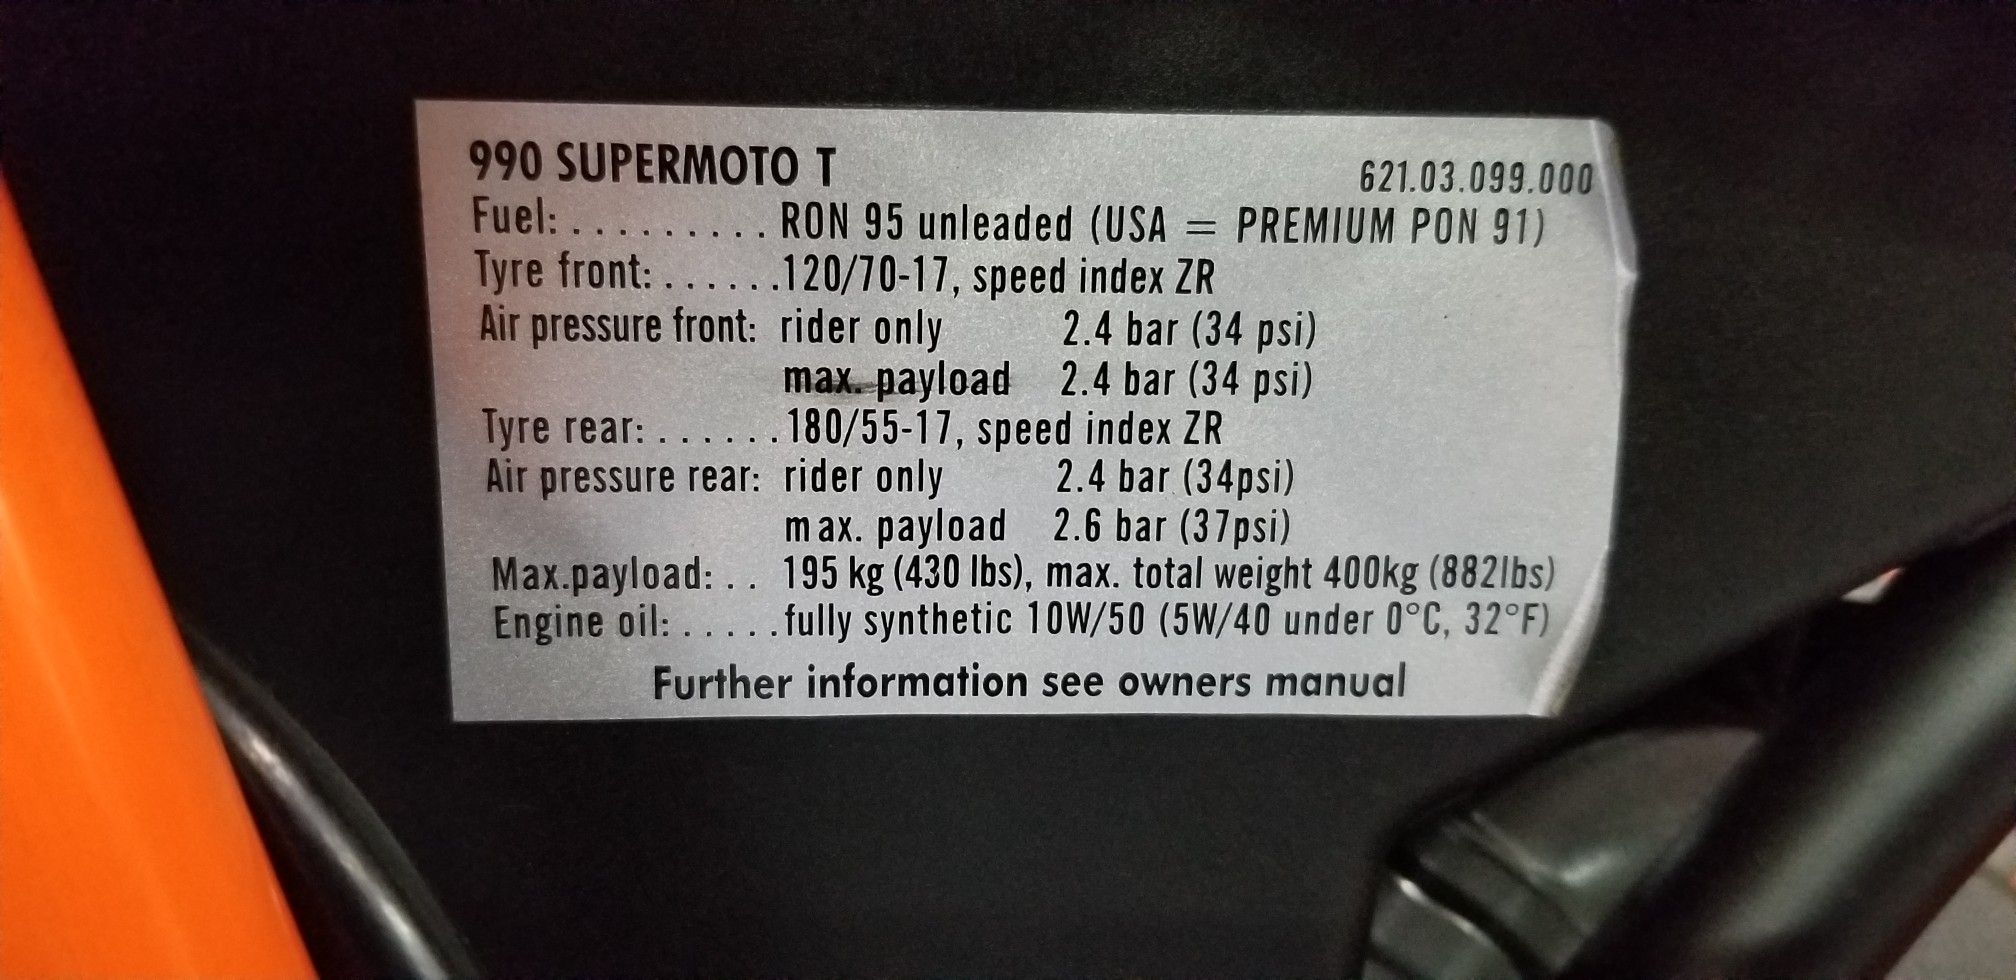 990 SUPERMOTO T 621.03.099.000
Fuel: . . . . . . . . . RON 95 unleaded (USA = PREMIUM PON 91)
Tyre front: . . . . . . 120/70-17, speed index ZR
Air pressure front: rider only 2.4 bar (34 psi)
max. payload 2.4 bar (34 psi)
Tyre rear: . . . . . . 180/55-17, speed index ZR
Air pressure rear: rider only 2.4 bar (34psi)
max. payload 2.6 bar (37psi)
Max.payload: . . 195 kg (430 lbs), max. total weight 400kg (882lbs)
Engine oil: . . . . . fully synthetic 10W/50 (5W/40 under 0°C, 32°F)
Further information see owners manual